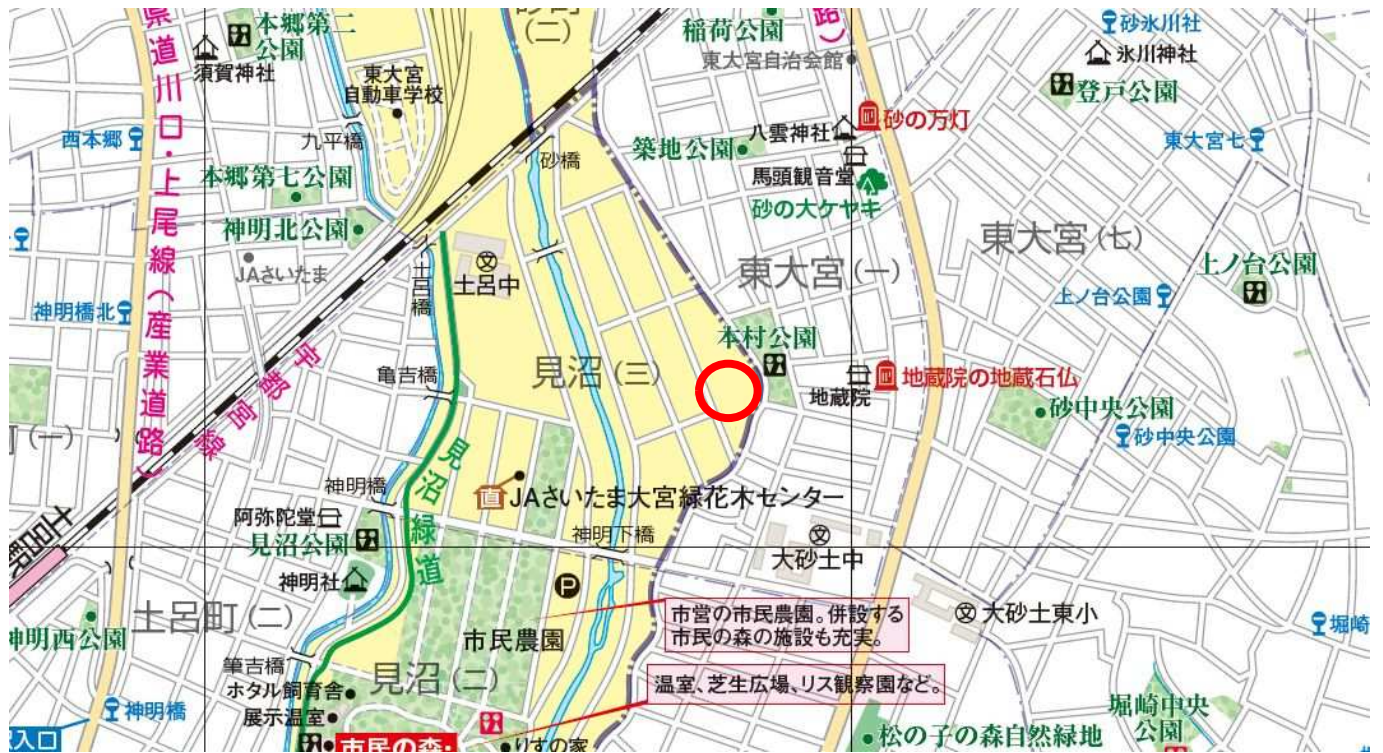 県道川口・上尾線(産業道路)
本郷第二
公園
須賀神社
東大宮
自動車学校
(二)
稲荷公園
東大宮自治会館
路)
砂氷川社
氷川神社
登戸公園
西本郷
九平橋
砂橋
築地公園
八雲神社
砂の万灯
東大宮七
本郷第七公園
馬頭観音堂
砂の大ケヤキ
神明北公園
JAさいたま
土呂橋
土呂中
東大宮(一)
東大宮(七)
上ノ台公園
上ノ台公園
神明橋北
宇都宮線
本村公園
亀吉橋
見沼(三)
地蔵院
地蔵院の地蔵石仏
砂中央公園
砂中央公園
(一)
神明橋
見沼緑道
直
JAさいたま大宮緑花木センター
阿弥陀堂
見沼公園
神明下橋
大砂土中
土呂駅
神明社
P
市営の市民農園。併設する
市民の森の施設も充実。
大砂土東小
堀崎
神明西公園
土呂町(二)
市民農園
筆吉橋
見沼(二)
温室、芝生広場、リス観察園など。
ホタル飼育舎
展示温室
神明橋
堀崎中央
公園
入口
市民の森・
りすの家
松の子の森自然緑地